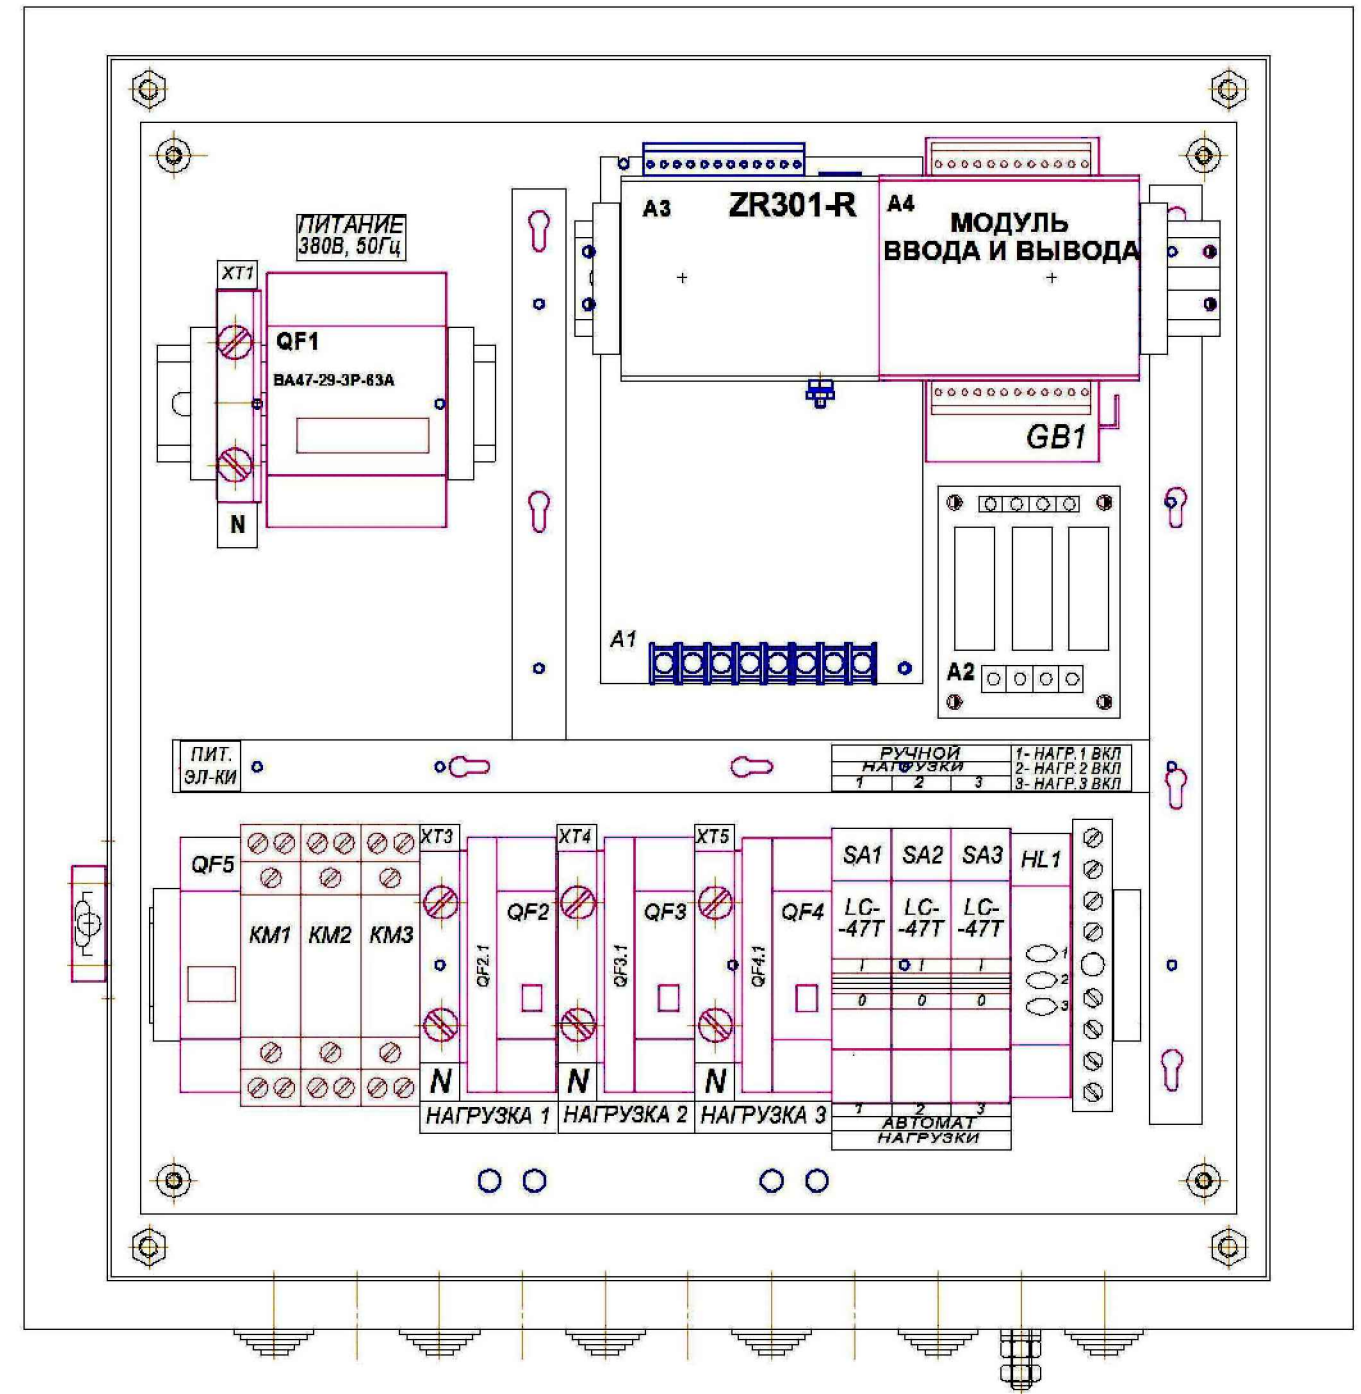 A3
ZR301-R
A4
МОДУЛЬ
ВВОДА И ВЫВОДА
ПИТАНИЕ
380В, 50Гц
XT1
QF1
ВА47-29-3Р-63А
N
GB1
A1
A2
ПИТ.
ЭЛ-КИ
РУЧНОЙ
НАГРУЗКИ
1 2 3
1- НАГР.1 ВКЛ
2- НАГР.2 ВКЛ
3- НАГР.3 ВКЛ
QF5
KM1 KM2 KM3
XT3
QF2.1
QF2
N
XT4
QF3.1
QF3
N
XT5
QF4.1
QF4
N
SA1 SA2 SA3
LC- LC- LC-
-47T -47T -47T
I I I
0 0 0
HL1
1
2
3
НАГРУЗКА 1 НАГРУЗКА 2 НАГРУЗКА 3
1 2 3
АВТОМАТ
НАГРУЗКИ